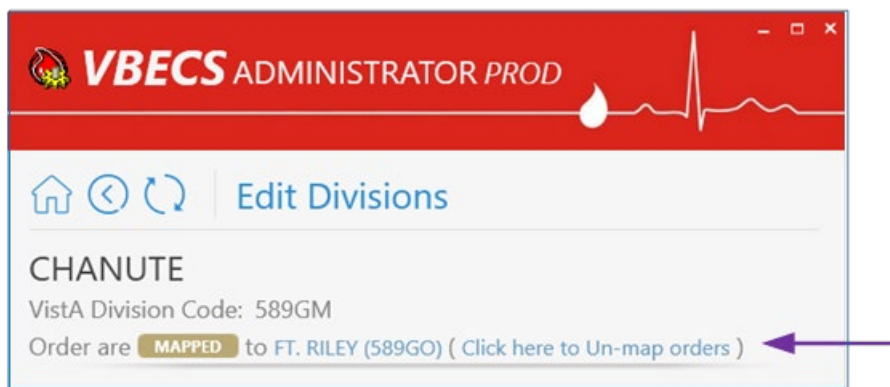 VBECS ADMINISTRATOR PROD
Edit Divisions
CHANUTE
VistA Division Code: 589GM
Order are MAPPED to FT. RILEY (589GO) ( Click here to Un-map orders )